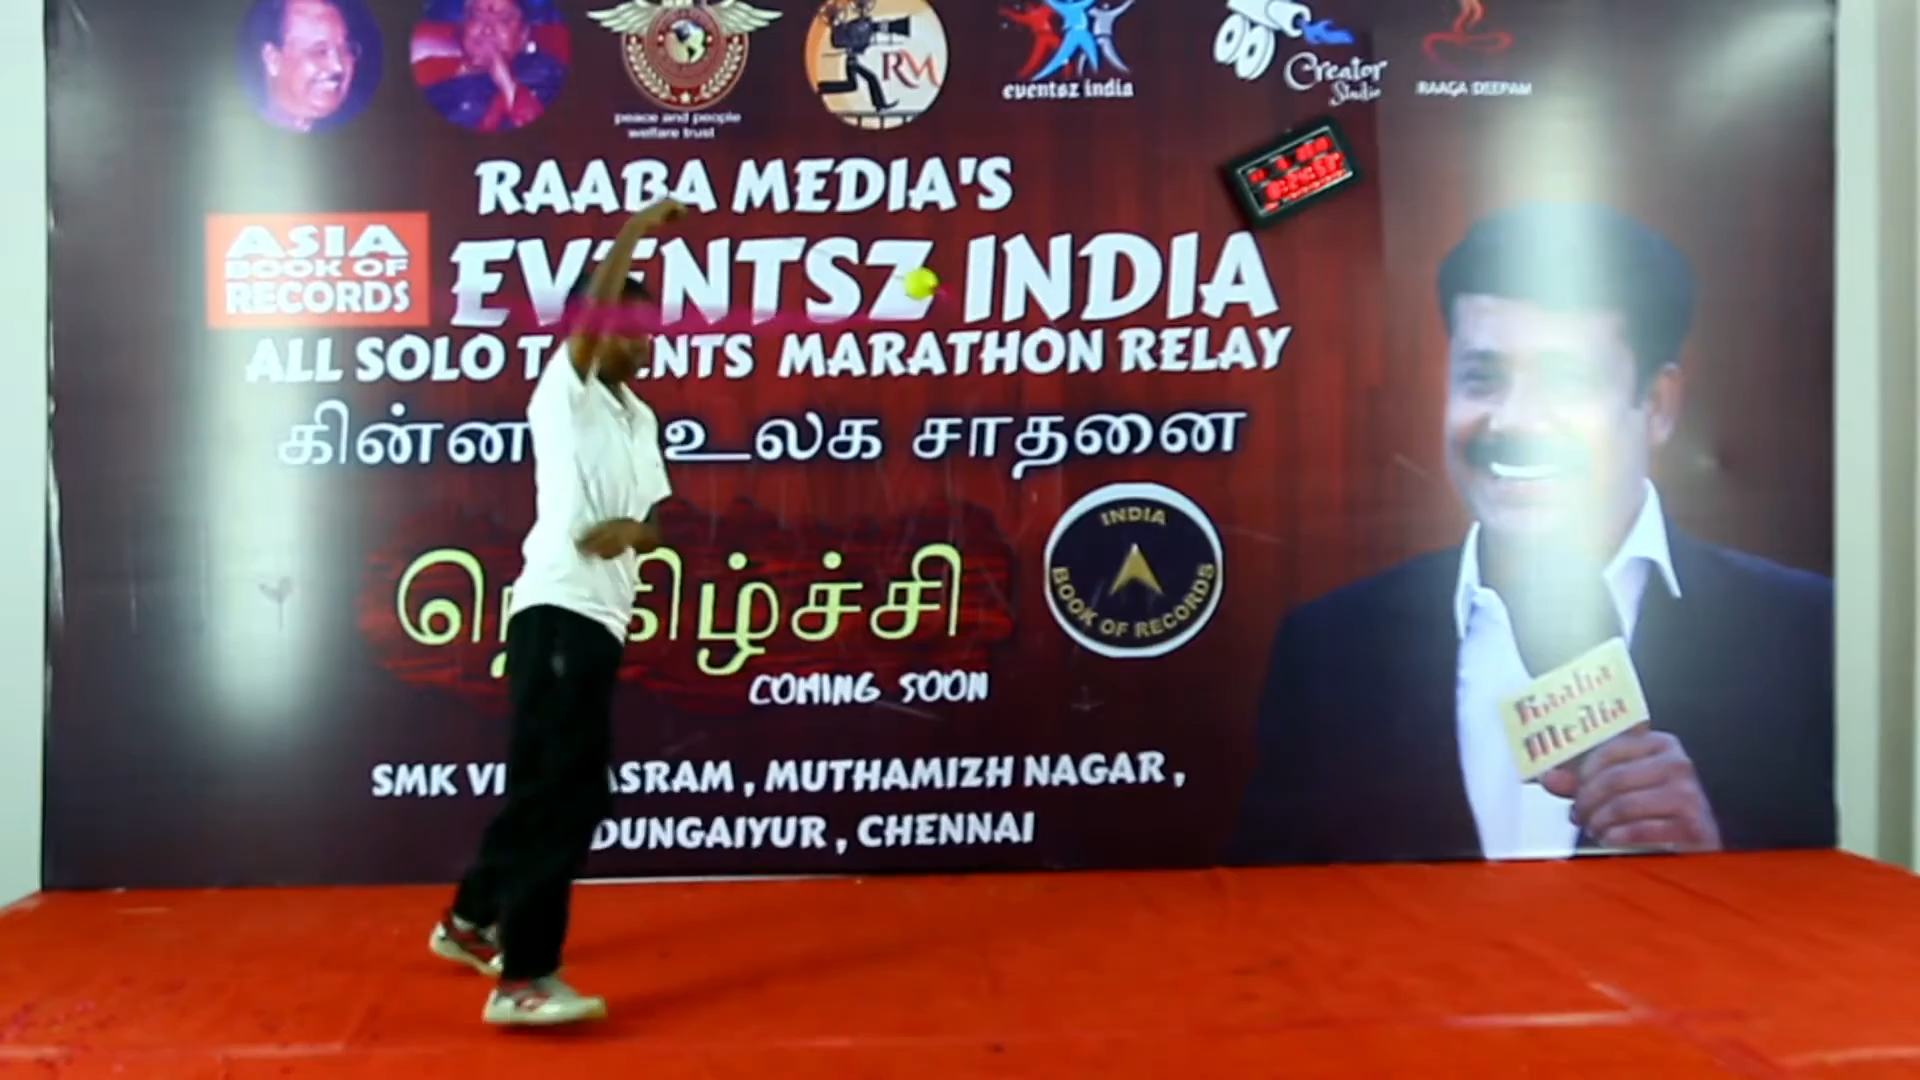 peace and people
welfare trust
RM
eventsz india
Creator
Studio
RAAGA DEEPAM
RAABA MEDIA'S
ASIA
BOOK OF
RECORDS
EVENTSZ INDIA
ALL SOLO T ENTS MARATHON RELAY
கின்ன உலக சாதனை
INDIA
BOOK OF RECORDS
நெகிழ்ச்சி
COMING SOON
Raaba
Media
SMK VI ASRAM , MUTHAMIZH NAGAR ,
DUNGAIYUR , CHENNAI